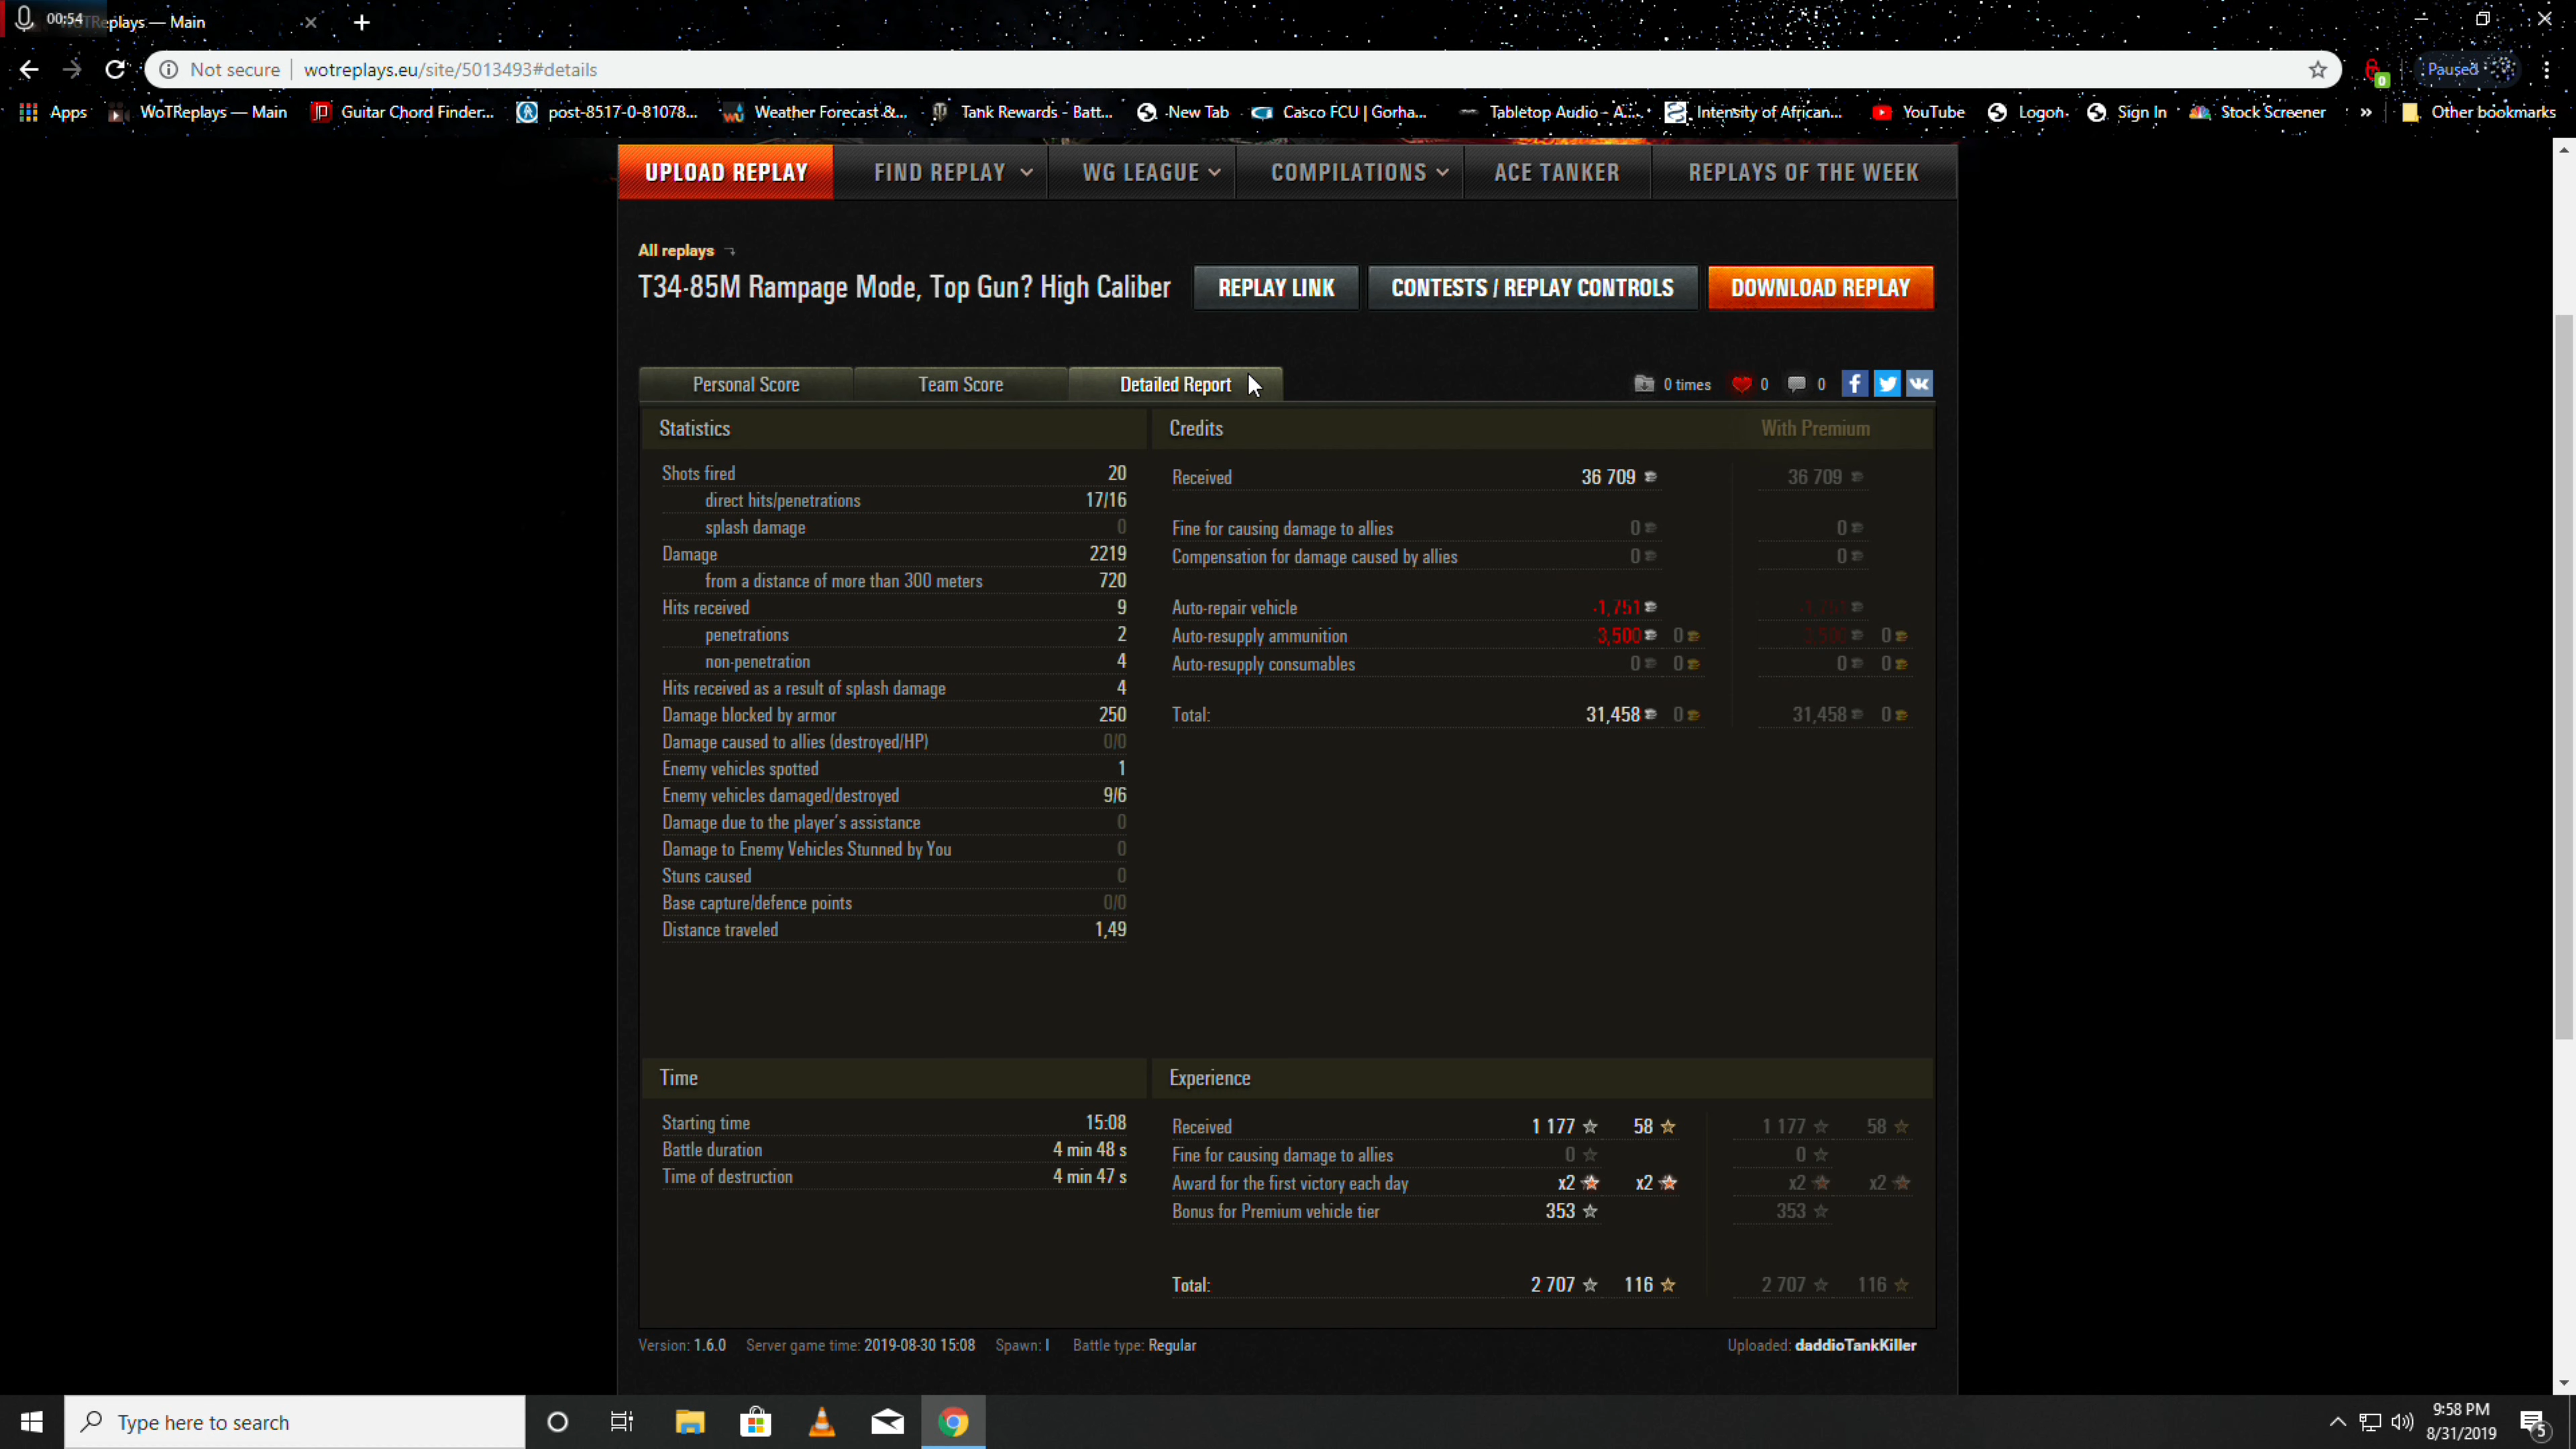 00:54 Replays — Main
Not secure | wotreplays.eu/site/5013493#details
Paused
Apps WoTReplays — Main Guitar Chord Finder... post-8517-0-81078... Weather Forecast &... Tank Rewards - Batt... New Tab Casco FCU | Gorha... Tabletop Audio - A... Intensity of African... YouTube Logon Sign In Stock Screener » Other bookmarks
UPLOAD REPLAY FIND REPLAY WG LEAGUE COMPILATIONS ACE TANKER REPLAYS OF THE WEEK
All replays
T34-85M Rampage Mode, Top Gun? High Caliber REPLAY LINK CONTESTS / REPLAY CONTROLS DOWNLOAD REPLAY
Personal Score Team Score Detailed Report 0 times 0 0
Statistics
Shots fired 20
direct hits/penetrations 17/16
splash damage 0
Damage 2219
from a distance of more than 300 meters 720
Hits received 9
penetrations 2
non-penetration 4
Hits received as a result of splash damage 4
Damage blocked by armor 250
Damage caused to allies (destroyed/HP) 0/0
Enemy vehicles spotted 1
Enemy vehicles damaged/destroyed 9/6
Damage due to the player's assistance 0
Damage to Enemy Vehicles Stunned by You 0
Stuns caused 0
Base capture/defence points 0/0
Distance traveled 1,49
Credits With Premium
Received 36 709 36 709
Fine for causing damage to allies 0 0
Compensation for damage caused by allies 0 0
Auto-repair vehicle -1,751 -1,751
Auto-resupply ammunition 3,500 0 3,500 0
Auto-resupply consumables 0 0 0 0
Total: 31,458 0 31,458 0
Time
Starting time 15:08
Battle duration 4 min 48 s
Time of destruction 4 min 47 s
Experience
Received 1 177 58 1 177 58
Fine for causing damage to allies 0 0
Award for the first victory each day x2 x2 x2 x2
Bonus for Premium vehicle tier 353 353
Total: 2 707 116 2 707 116
Version: 1.6.0 Server game time: 2019-08-30 15:08 Spawn: I Battle type: Regular Uploaded: daddioTankKiller
Type here to search
9:58 PM
8/31/2019
5